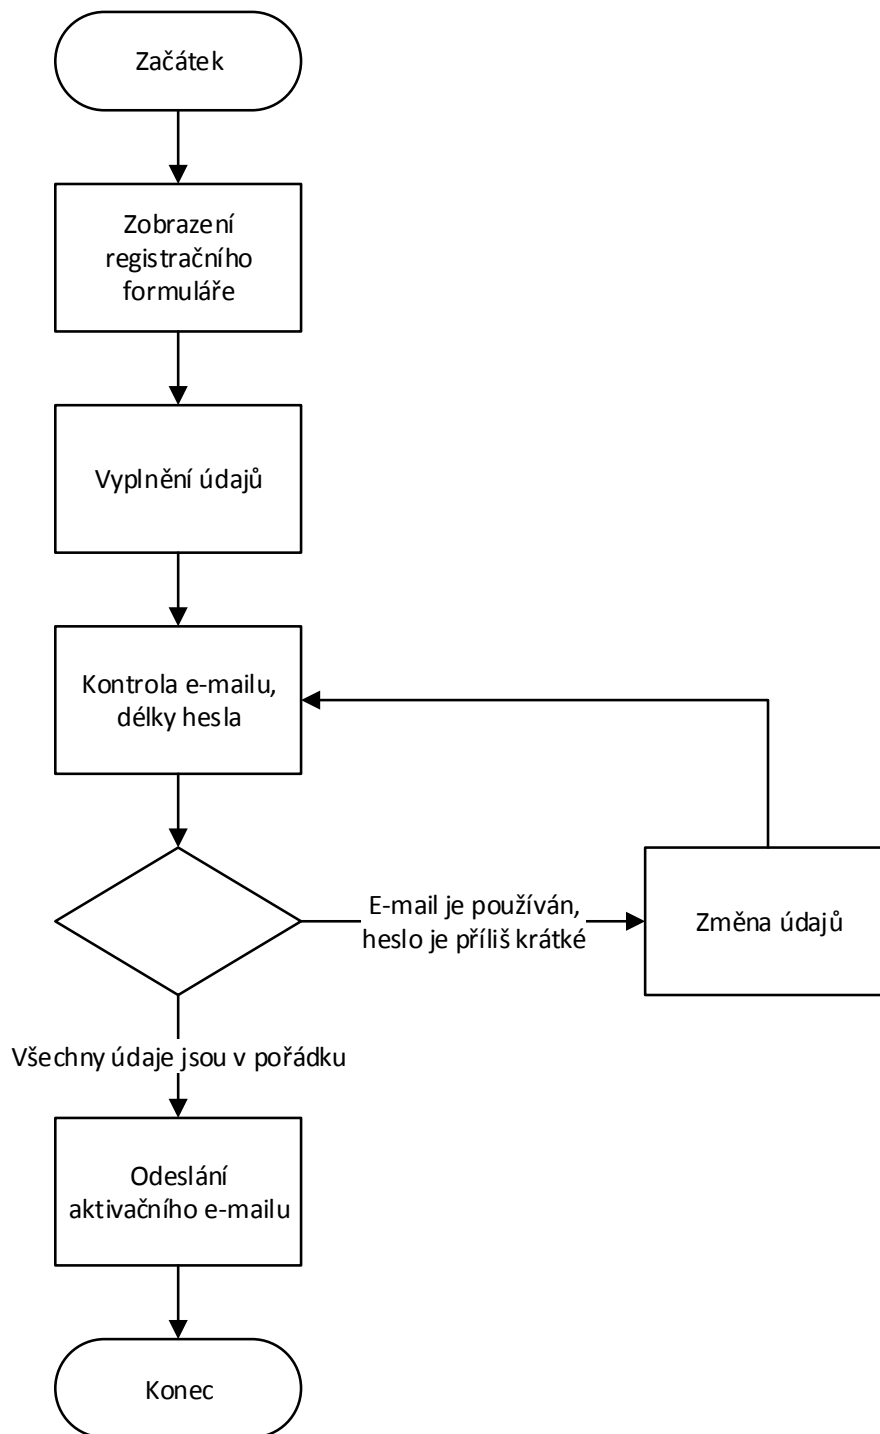 Začátek
Zobrazení
registračního
formuláře
Vyplnění údajů
Kontrola e-mailu,
délky hesla
E-mail je používán,
heslo je příliš krátké
Změna údajů
Všechny údaje jsou v pořádku
Odeslání
aktivačního e-mailu
Konec